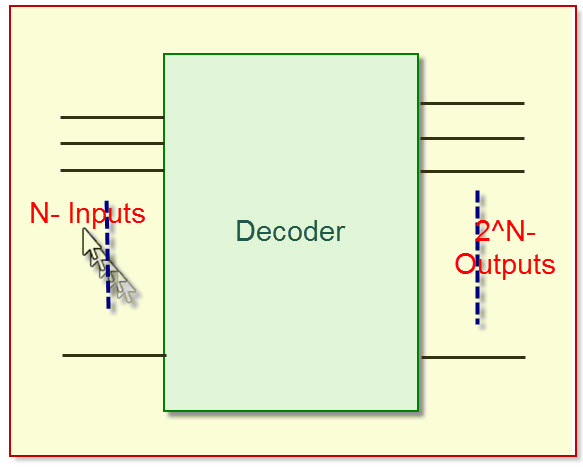 N- Inputs
Decoder
2^N-
Outputs